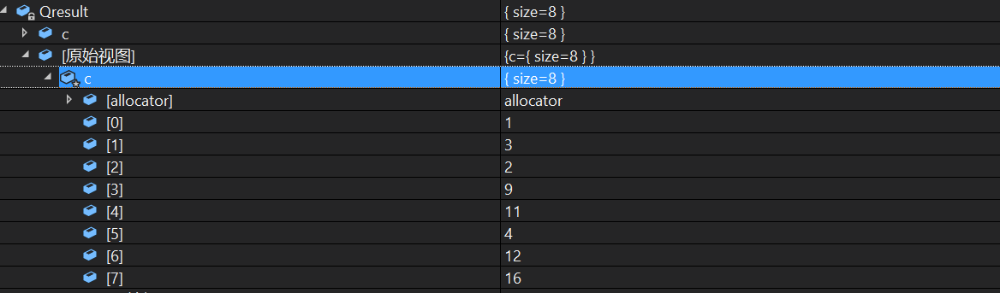 Qresult { size=8 }
c { size=8 }
[原始视图] {c={ size=8 } }
c { size=8 }
[allocator] allocator
[0] 1
[1] 3
[2] 2
[3] 9
[4] 11
[5] 4
[6] 12
[7] 16